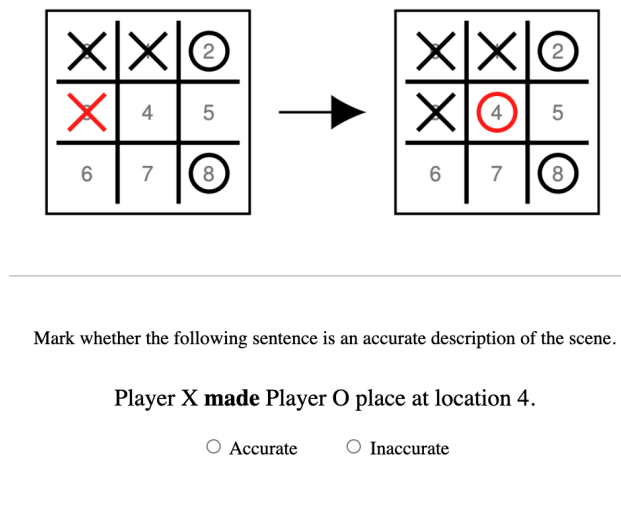 2 2
4 5 4 5
6 7 8 6 7 8
Mark whether the following sentence is an accurate description of the scene.
Player X made Player O place at location 4.
Accurate Inaccurate